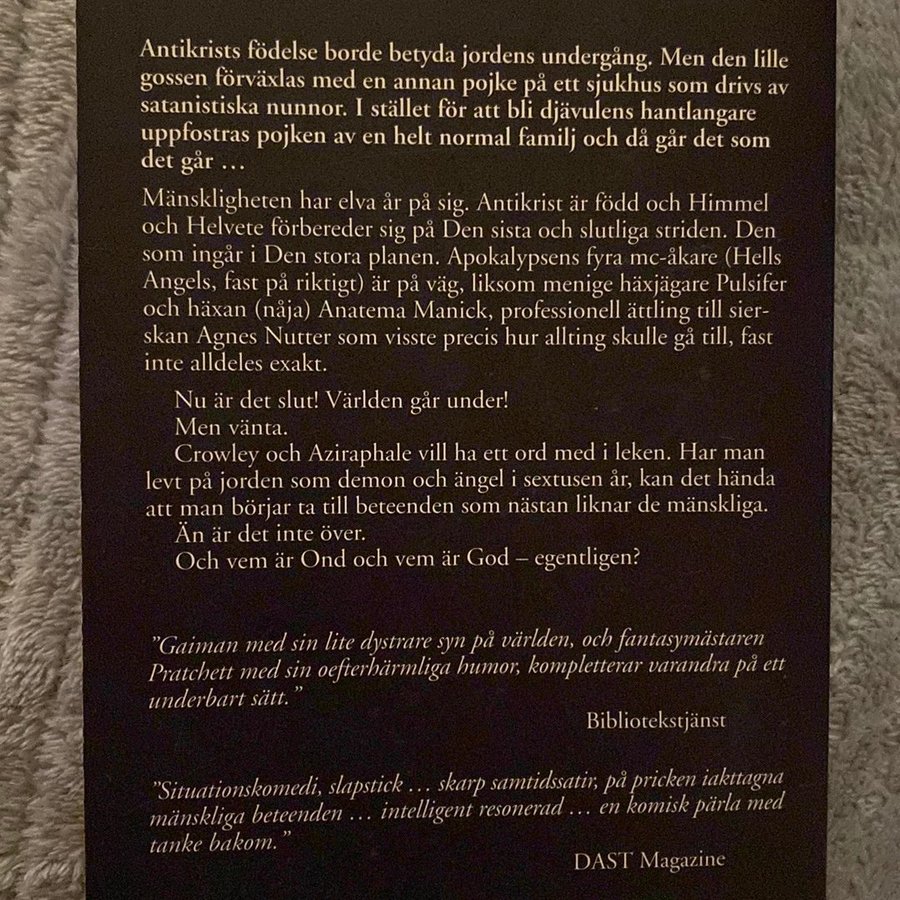 Antikrists födelse borde betyda jordens undergång. Men den lille
gossen förväxlas med en annan pojke på ett sjukhus som drivs av
satanistiska nunnor. I stället för att bli djävulens hantlangare
uppfostras pojken av en helt normal familj och då går det som
det går …
Mänskligheten har elva år på sig. Antikrist är född och Himmel
och Helvete förbereder sig på Den sista och slutliga striden. Den
som ingår i Den stora planen. Apokalypsens fyra mc-åkare (Hells
Angels, fast på riktigt) är på väg, liksom menige häxjägare Pulsifer
och häxan (nåja) Anatema Manick, professionell ättling till sier-
skan Agnes Nutter som visste precis hur allting skulle gå till, fast
inte alldeles exakt.
Nu är det slut! Världen går under!
Men vänta.
Crowley och Aziraphale vill ha ett ord med i leken. Har man
levt på jorden som demon och ängel i sextusen år, kan det hända
att man börjar ta till beteenden som nästan liknar de mänskliga.
Än är det inte över.
Och vem är Ond och vem är God – egentligen?
”Gaiman med sin lite dystrare syn på världen, och fantasymästaren
Pratchett med sin oefterhärmliga humor, kompletterar varandra på ett
underbart sätt.”
Bibliotekstjänst
”Situationskomedi, slapstick … skarp samtidssatir, på pricken iakttagna
mänskliga beteenden … intelligent resonerad … en komisk pärla med
tanke bakom.”
DAST Magazine